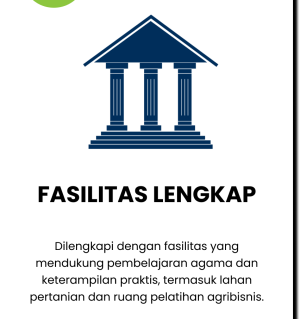 FASILITAS LENGKAP
Dilengkapi dengan fasilitas yang
mendukung pembelajaran agama dan
keterampilan praktis, termasuk lahan
pertanian dan ruang pelatihan agribisnis.